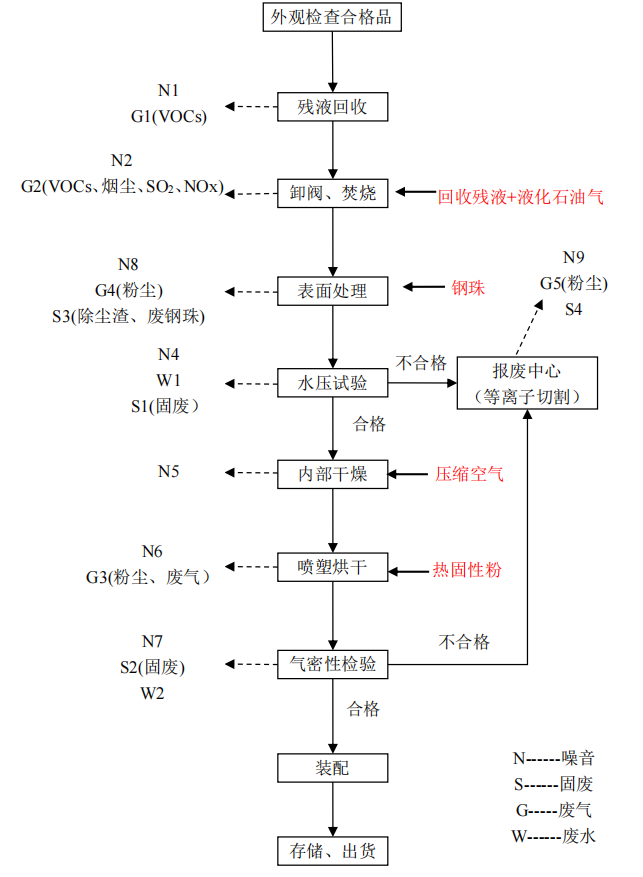 外观检查合格品
N1
G1(VOCs)
残液回收
N2
G2(VOCs、烟尘、SO₂、NOx)
卸阀、焚烧
回收残液+液化石油气
N8
G4(粉尘)
S3(除尘渣、废钢珠)
表面处理
钢珠
N9
G5(粉尘)
S4
N4
W1
S1(固废）
水压试验
不合格
报废中心
（等离子切割）
合格
N5
内部干燥
压缩空气
N6
G3(粉尘、废气）
喷塑烘干
热固性粉
N7
S2(固废)
W2
气密性检验
不合格
合格
装配
存储、出货
N------噪音
S------固废
G-----废气
W------废水